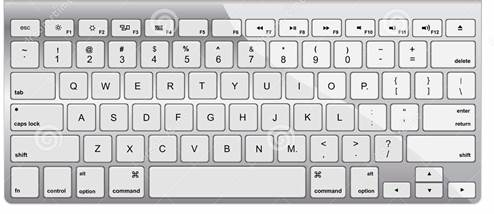 esc F1 F2 F3 F4 F5 F6 F7 F8 F9 F10 F11 F12
~ ! @ # $ % ^ & * ( ) _ +
` 1 2 3 4 5 6 7 8 9 0 - = delete
tab Q W E R T Y U I O P. { [ } ] | \
caps lock A S D F G H J K L : ; " ' enter return
shift Z X C V B N M. < , > . ? / shift
fn control alt option ⌘ command ⌘ command alt option